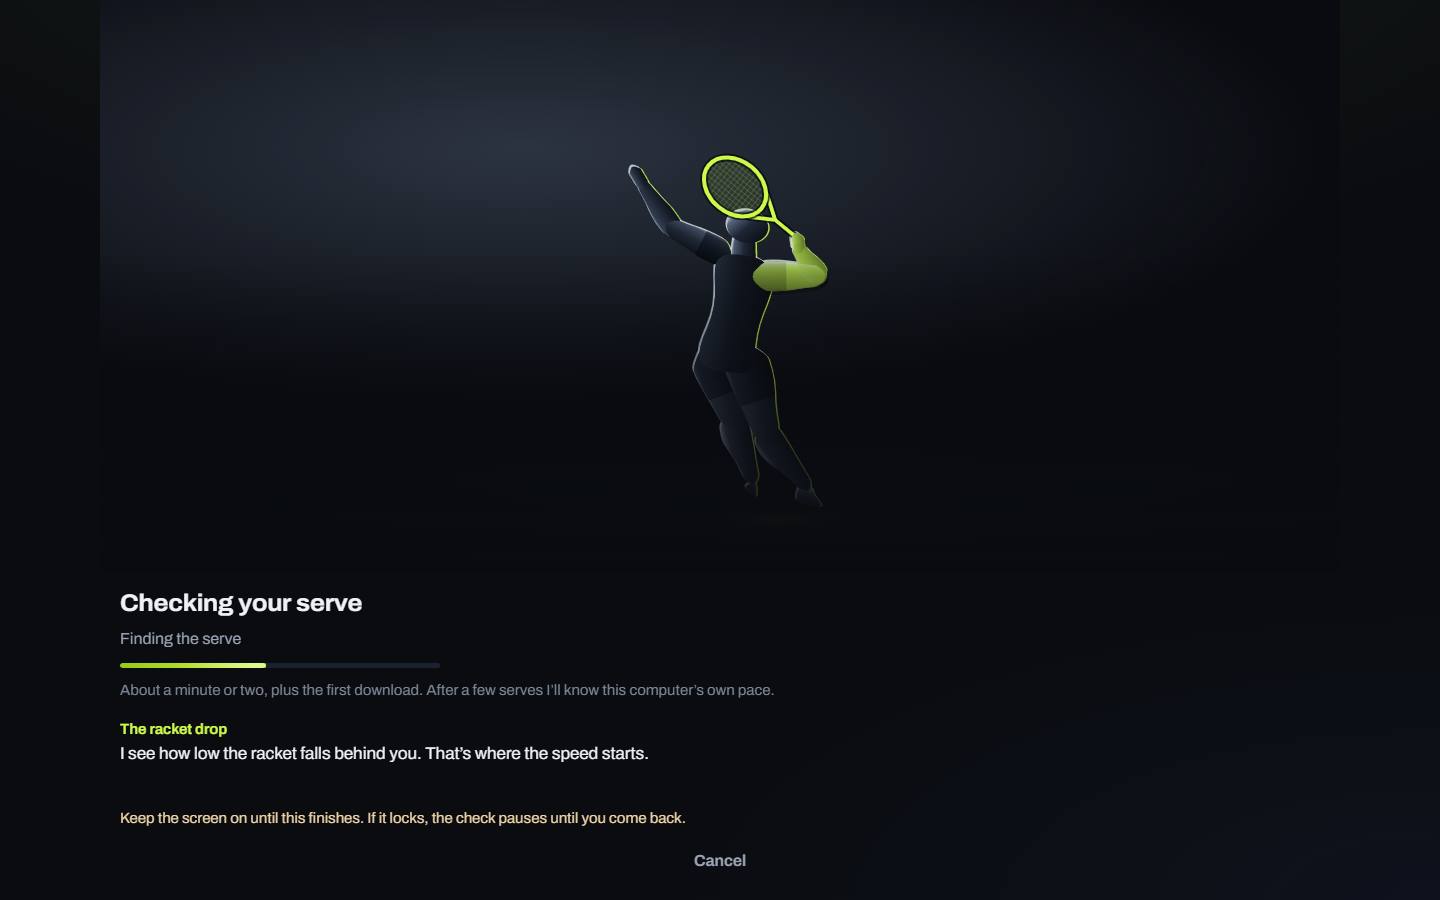 Checking your serve
Finding the serve
About a minute or two, plus the first download. After a few serves I’ll know this computer’s own pace.
The racket drop
I see how low the racket falls behind you. That’s where the speed starts.
Keep the screen on until this finishes. If it locks, the check pauses until you come back.
Cancel